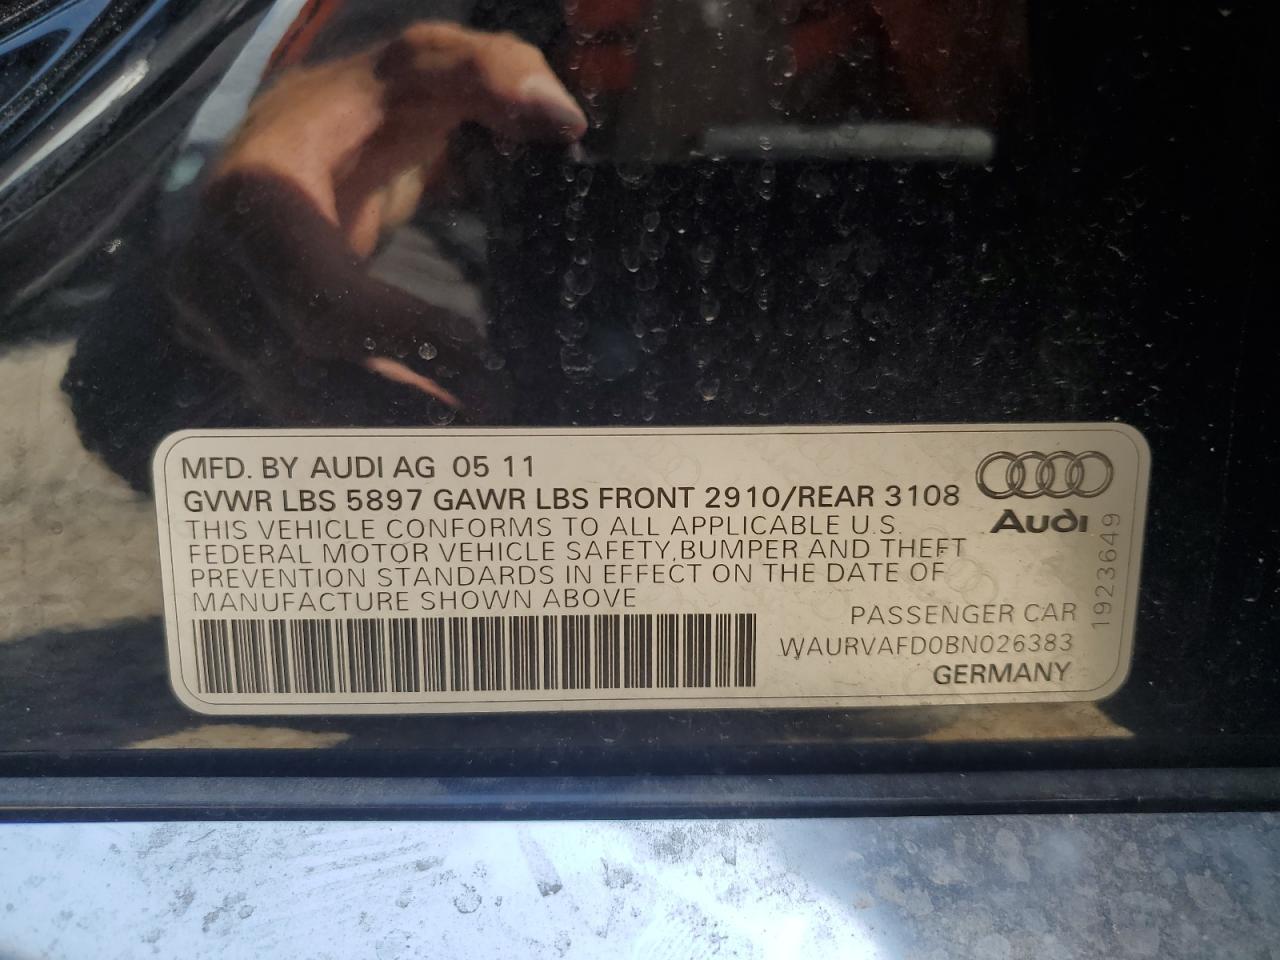 MFD. BY AUDI AG 05 11
GVWR LBS 5897 GAWR LBS FRONT 2910/REAR 3108
THIS VEHICLE CONFORMS TO ALL APPLICABLE U.S.
FEDERAL MOTOR VEHICLE SAFETY,BUMPER AND THEFT
PREVENTION STANDARDS IN EFFECT ON THE DATE OF
MANUFACTURE SHOWN ABOVE
Audi
1923649
PASSENGER CAR
WAURVAFD0BN026383
GERMANY